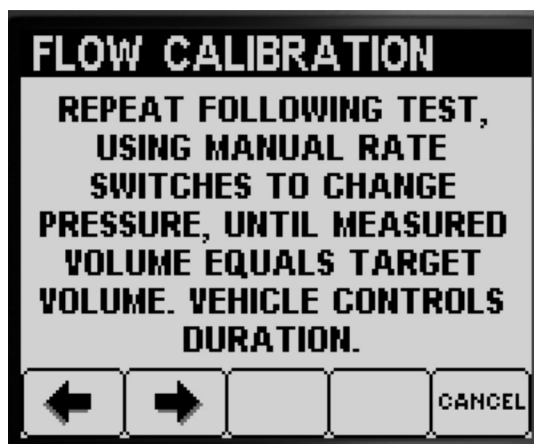 FLOW CALIBRATION
REPEAT FOLLOWING TEST,
USING MANUAL RATE
SWITCHES TO CHANGE
PRESSURE, UNTIL MEASURED
VOLUME EQUALS TARGET
VOLUME. VEHICLE CONTROLS
DURATION.
CANCEL